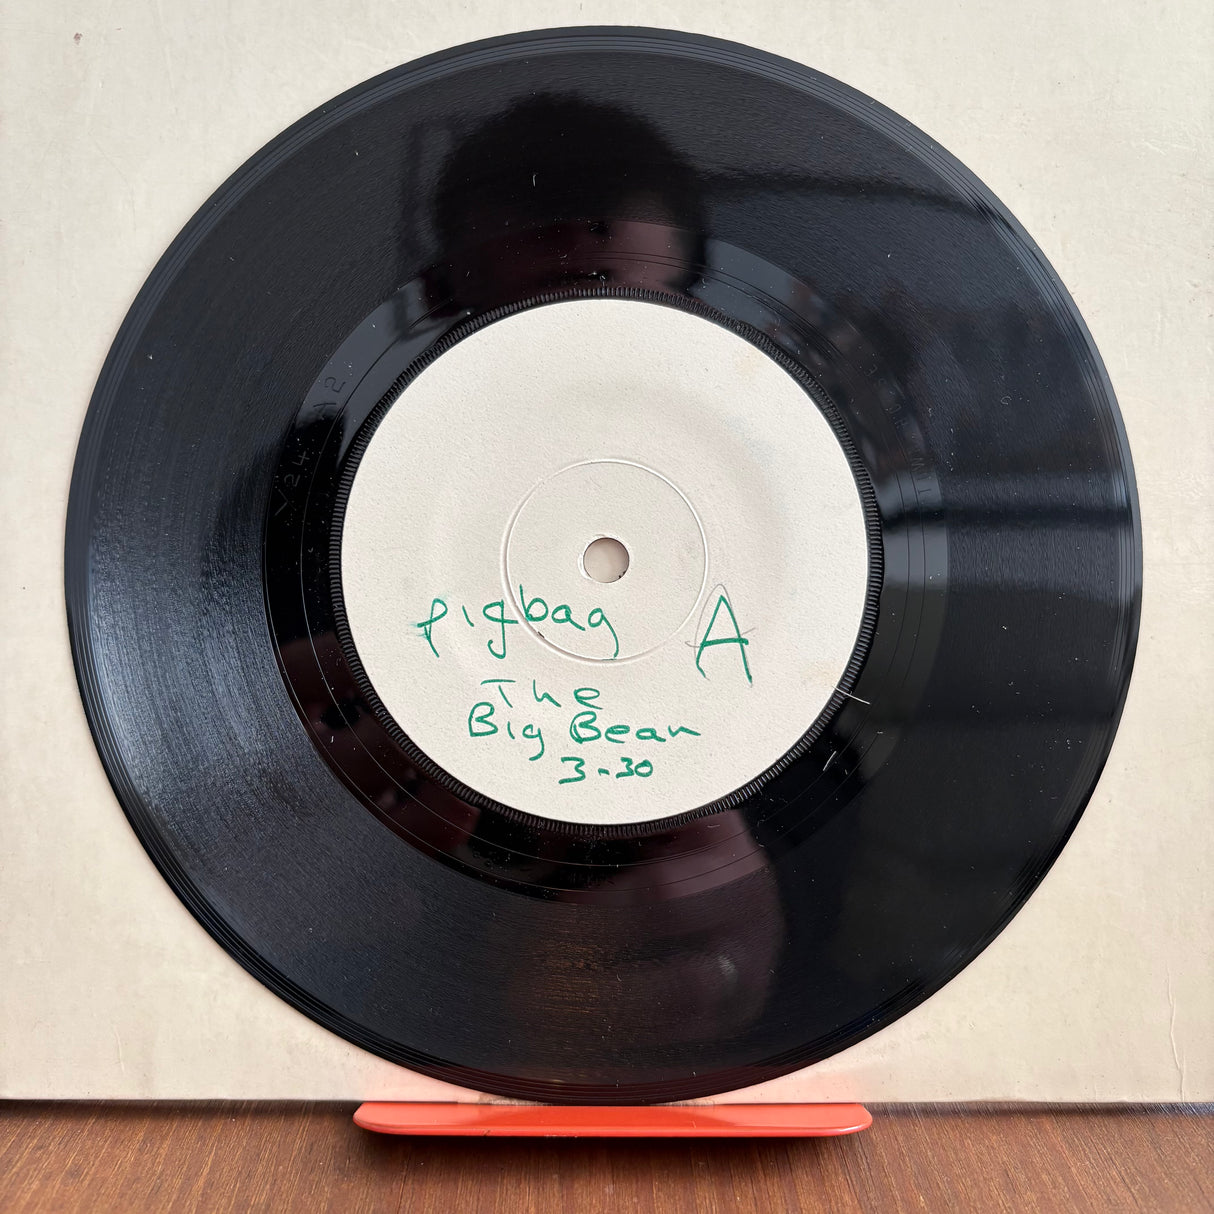 Pigbag
A
The
Big Bean
3-30